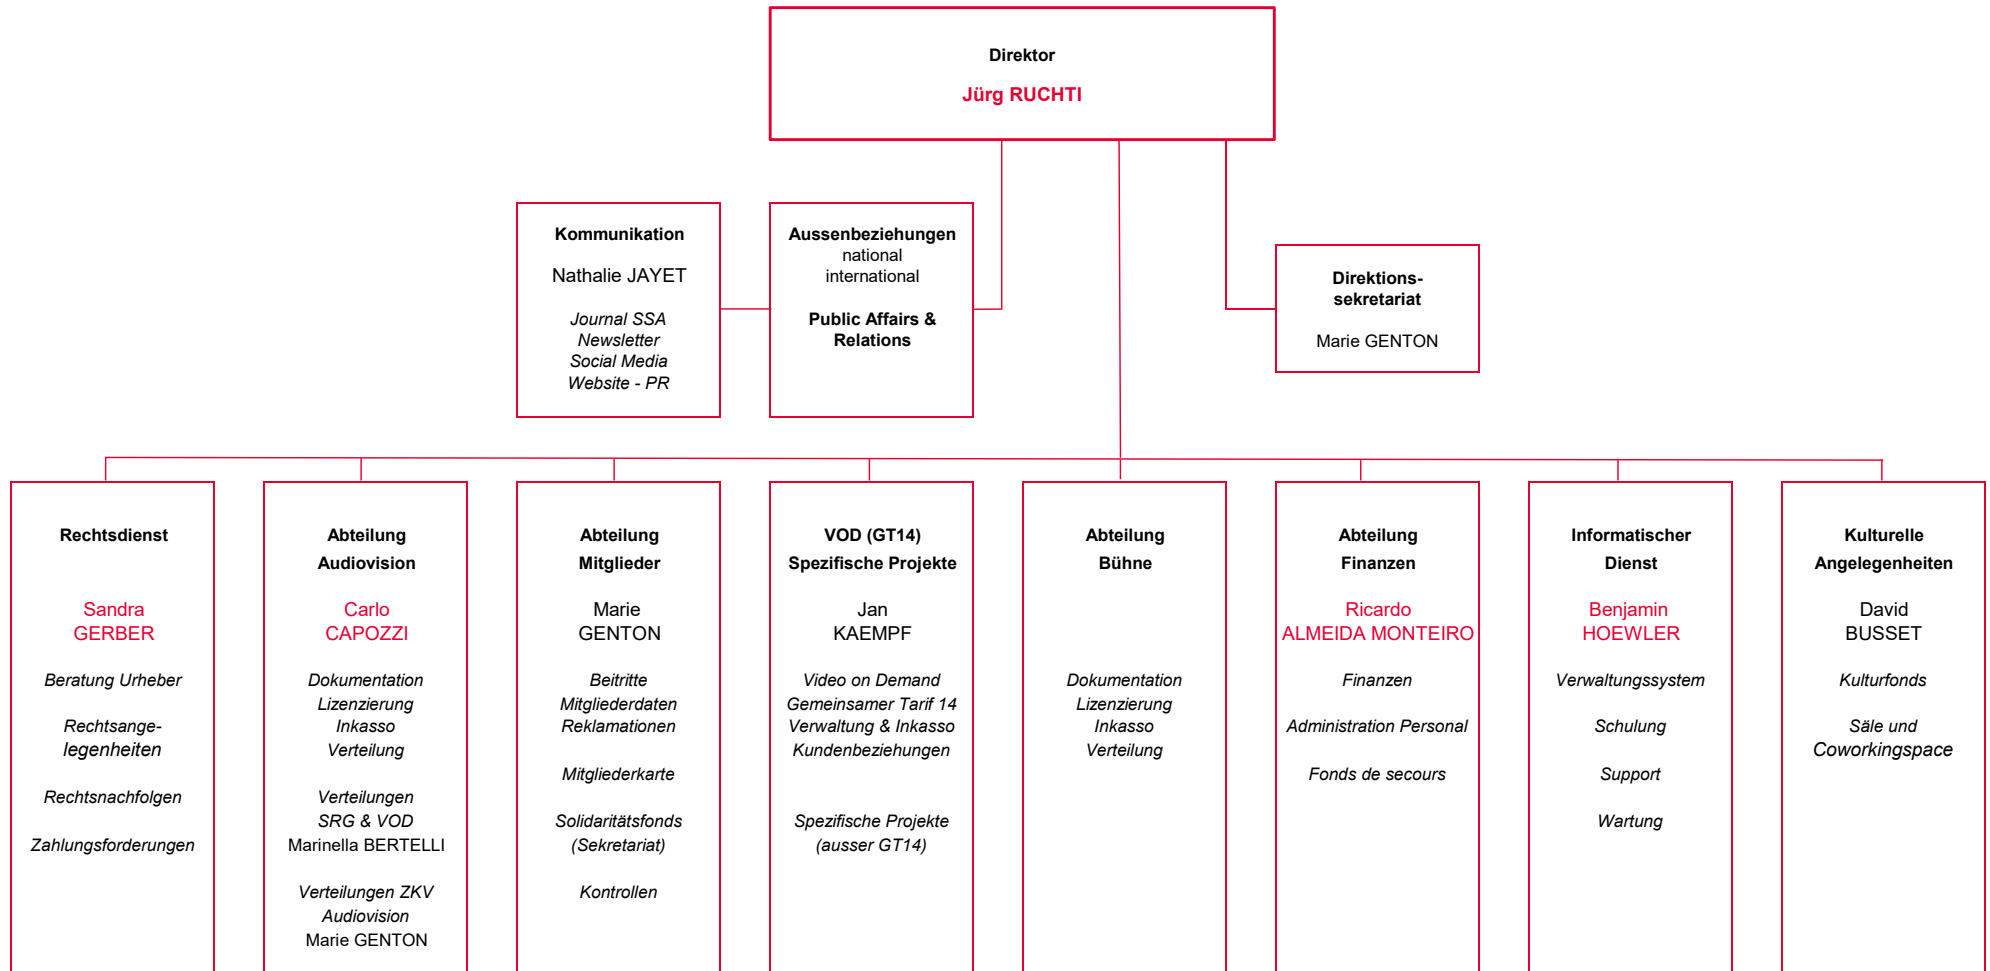 Direktor
Jürg RUCHTI
Kommunikation
Nathalie JAYET
Journal SSA
Newsletter
Social Media
Website - PR
Aussenbeziehungen
national
international
Public Affairs &
Relations
Direktions-
sekretariat
Marie GENTON
Rechtsdienst
Sandra
GERBER
Beratung Urheber
Rechtsange-
legenheiten
Rechtsnachfolgen
Zahlungsforderungen
Abteilung
Audiovision
Carlo
CAPOZZI
Dokumentation
Lizenzierung
Inkasso
Verteilung
Verteilungen
SRG & VOD
Marinella BERTELLI
Verteilungen ZKV
Audiovision
Marie GENTON
Abteilung
Mitglieder
Marie
GENTON
Beitritte
Mitgliederdaten
Reklamationen
Mitgliederkarte
Solidaritätsfonds
(Sekretariat)
Kontrollen
VOD (GT14)
Spezifische Projekte
Jan
KAEMPF
Video on Demand
Gemeinsamer Tarif 14
Verwaltung & Inkasso
Kundenbeziehungen
Spezifische Projekte
(ausser GT14)
Abteilung
Bühne
Dokumentation
Lizenzierung
Inkasso
Verteilung
Abteilung
Finanzen
Ricardo
ALMEIDA MONTEIRO
Finanzen
Administration Personal
Fonds de secours
Informatischer
Dienst
Benjamin
HOEWLER
Verwaltungssystem
Schulung
Support
Wartung
Kulturelle
Angelegenheiten
David
BUSSET
Kulturfonds
Säle und
Coworkingspace